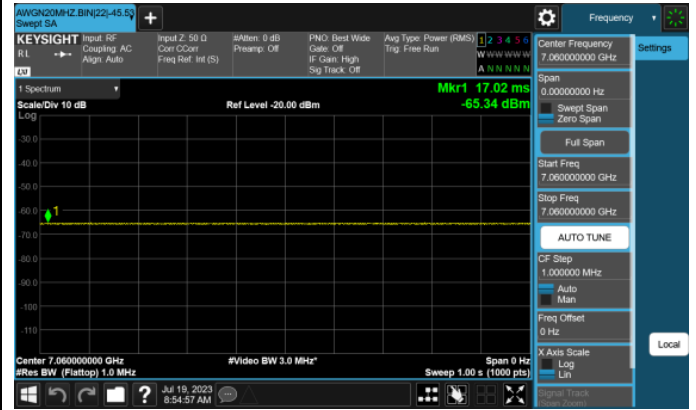 AWGN20MHZ.BIN|22|-45.53
Swept SA
Frequency
KEYSIGHT Input: RF Input Z: 50 Ω #Atten: 0 dB PNO: Best Wide Avg Type: Power (RMS) 1 2 3 4 5 6
RL Coupling: AC Corr CCorr Preamp: Off Gate: Off Trig: Free Run W W W W W W
Align: Auto Freq Ref: Int (S) IF Gain: High
Sig Track: Off A N N N N N
LXI
1 Spectrum
Mkr1 17.02 ms
Scale/Div 10 dB Ref Level -20.00 dBm -65.34 dBm
Log
-30.0
-40.0
-50.0
-60.0 1
-70.0
-80.0
-90.0
-100
-110
Center 7.060000000 GHz #Video BW 3.0 MHz* Span 0 Hz
#Res BW (Flattop) 1.0 MHz Sweep 1.00 s (1000 pts)
? Jul 19, 2023
8:54:57 AM
Center Frequency
7.060000000 GHz
Settings
Span
0.00000000 Hz
Swept Span
Zero Span
Full Span
Start Freq
7.060000000 GHz
Stop Freq
7.060000000 GHz
AUTO TUNE
CF Step
1.000000 MHz
Auto
Man
Freq Offset
0 Hz
Local
X Axis Scale
Log
Lin
Signal Track
(Span Zoom)